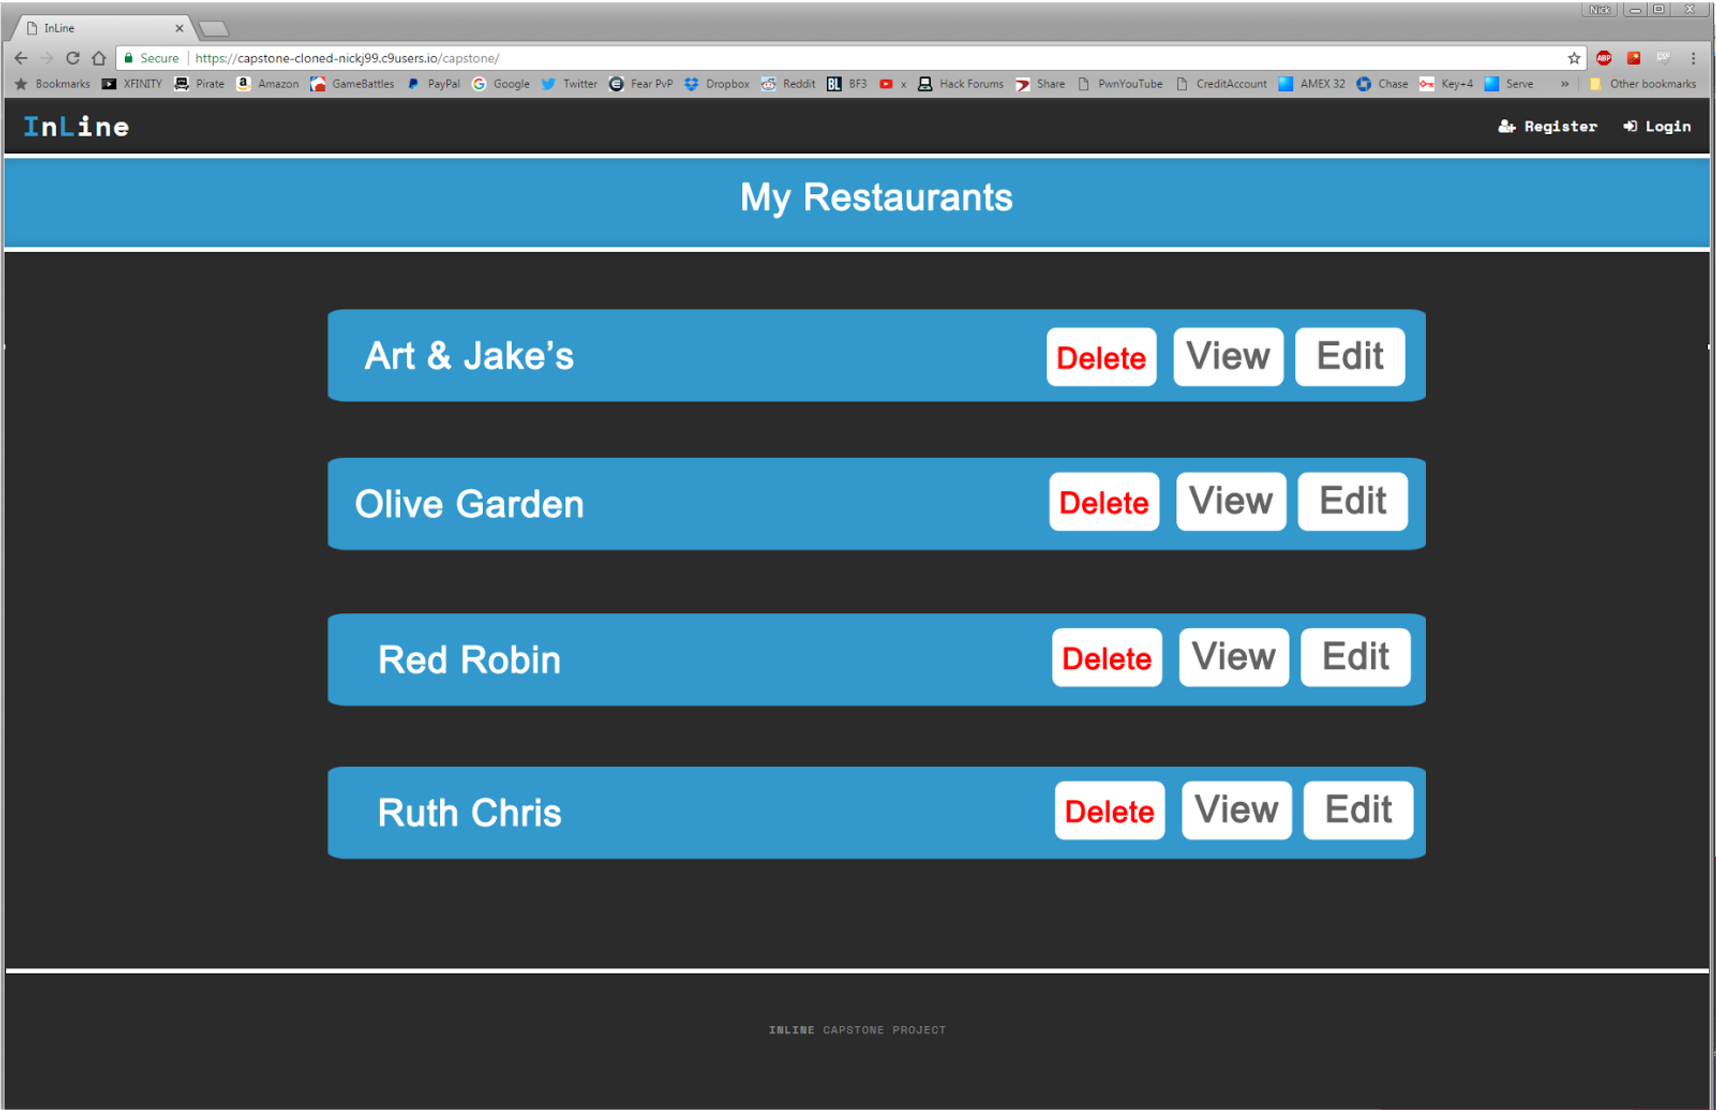 Nick
InLine
Secure https://capstone-cloned-nickj99.c9users.io/capstone/
ABP
Bookmarks XFINITY Pirate Amazon GameBattles PayPal Google Twitter Fear PvP Dropbox Reddit BL BF3 x Hack Forums Share PwnYouTube CreditAccount AMEX 32 Chase Key+4 Serve » Other bookmarks
InLine Register Login
My Restaurants
Art & Jake’s Delete View Edit
Olive Garden Delete View Edit
Red Robin Delete View Edit
Ruth Chris Delete View Edit
INLINE CAPSTONE PROJECT